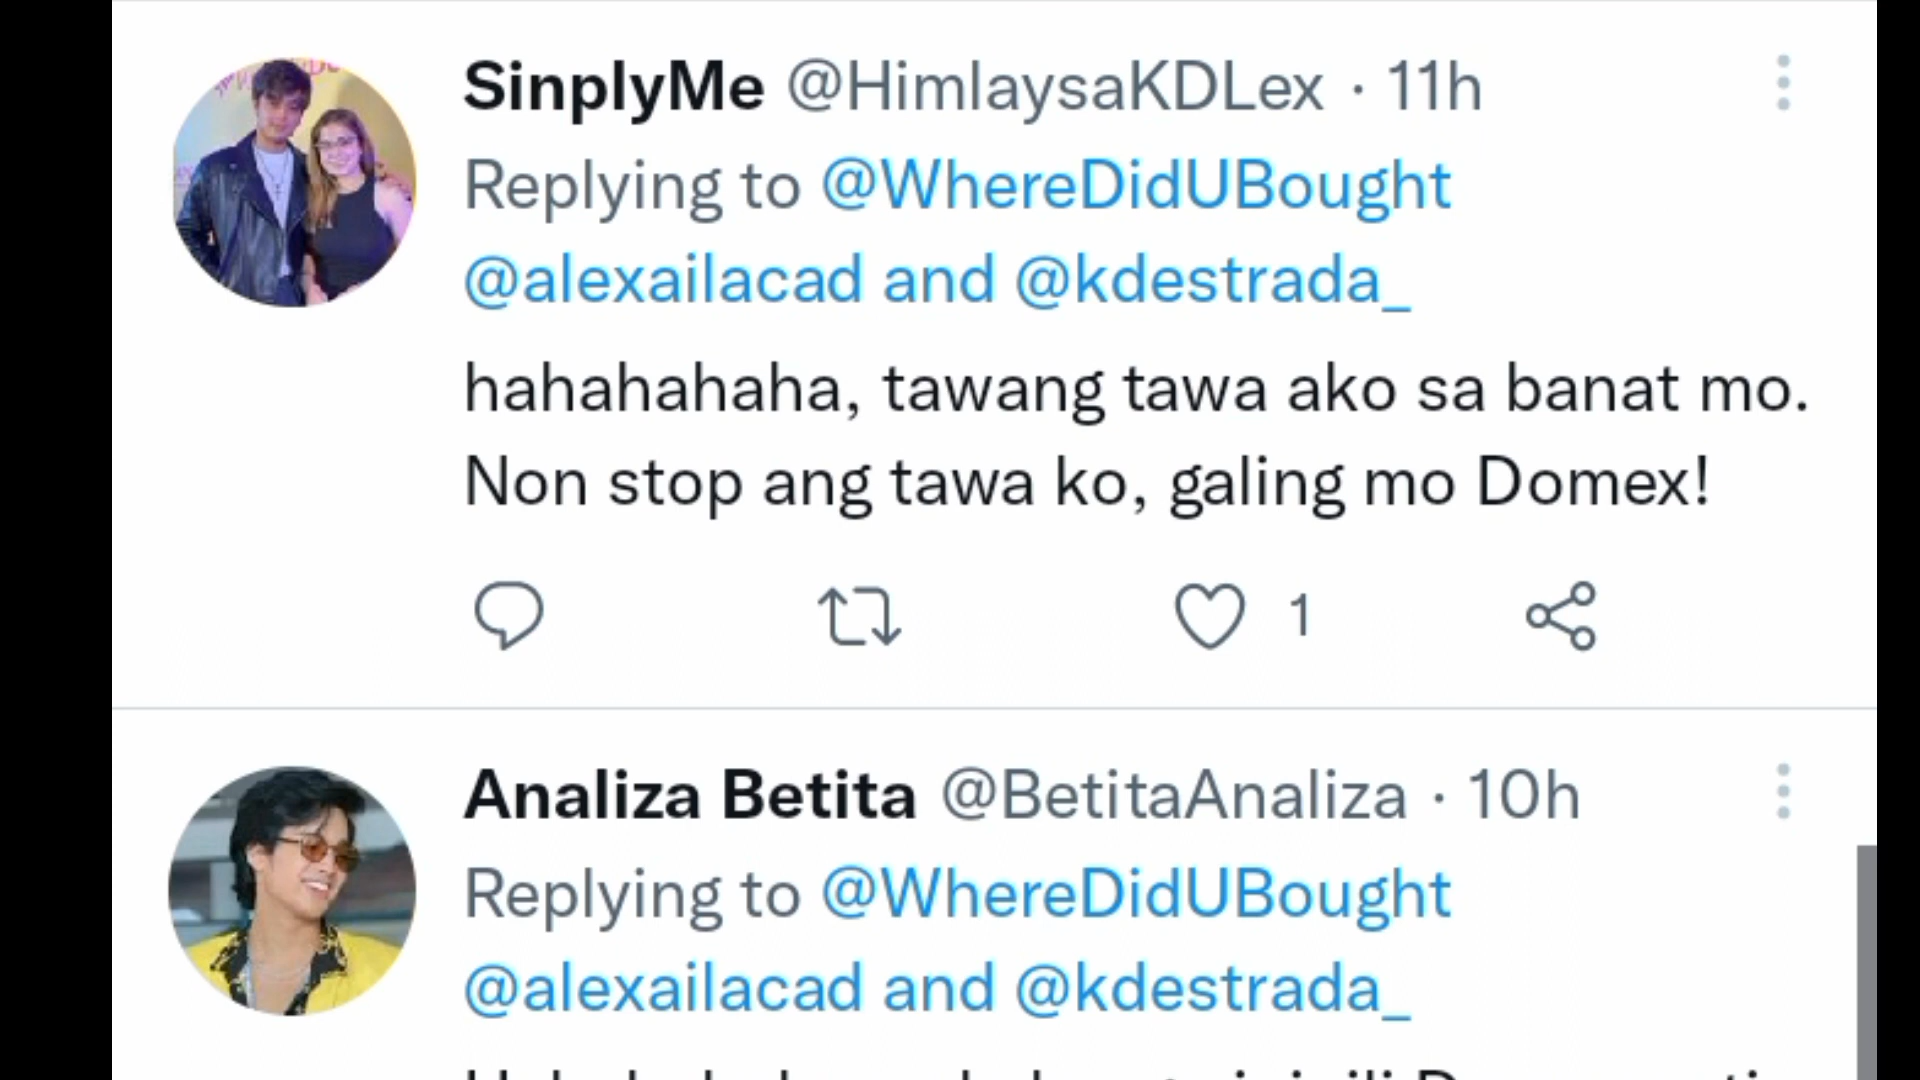 SinplyMe @HimlaysaKDLex · 11h
Replying to @WhereDidUBought
@alexailacad and @kdestrada_
hahahahaha, tawang tawa ako sa banat mo.
Non stop ang tawa ko, galing mo Domex!
1
Analiza Betita @BetitaAnaliza · 10h
Replying to @WhereDidUBought
@alexailacad and @kdestrada_